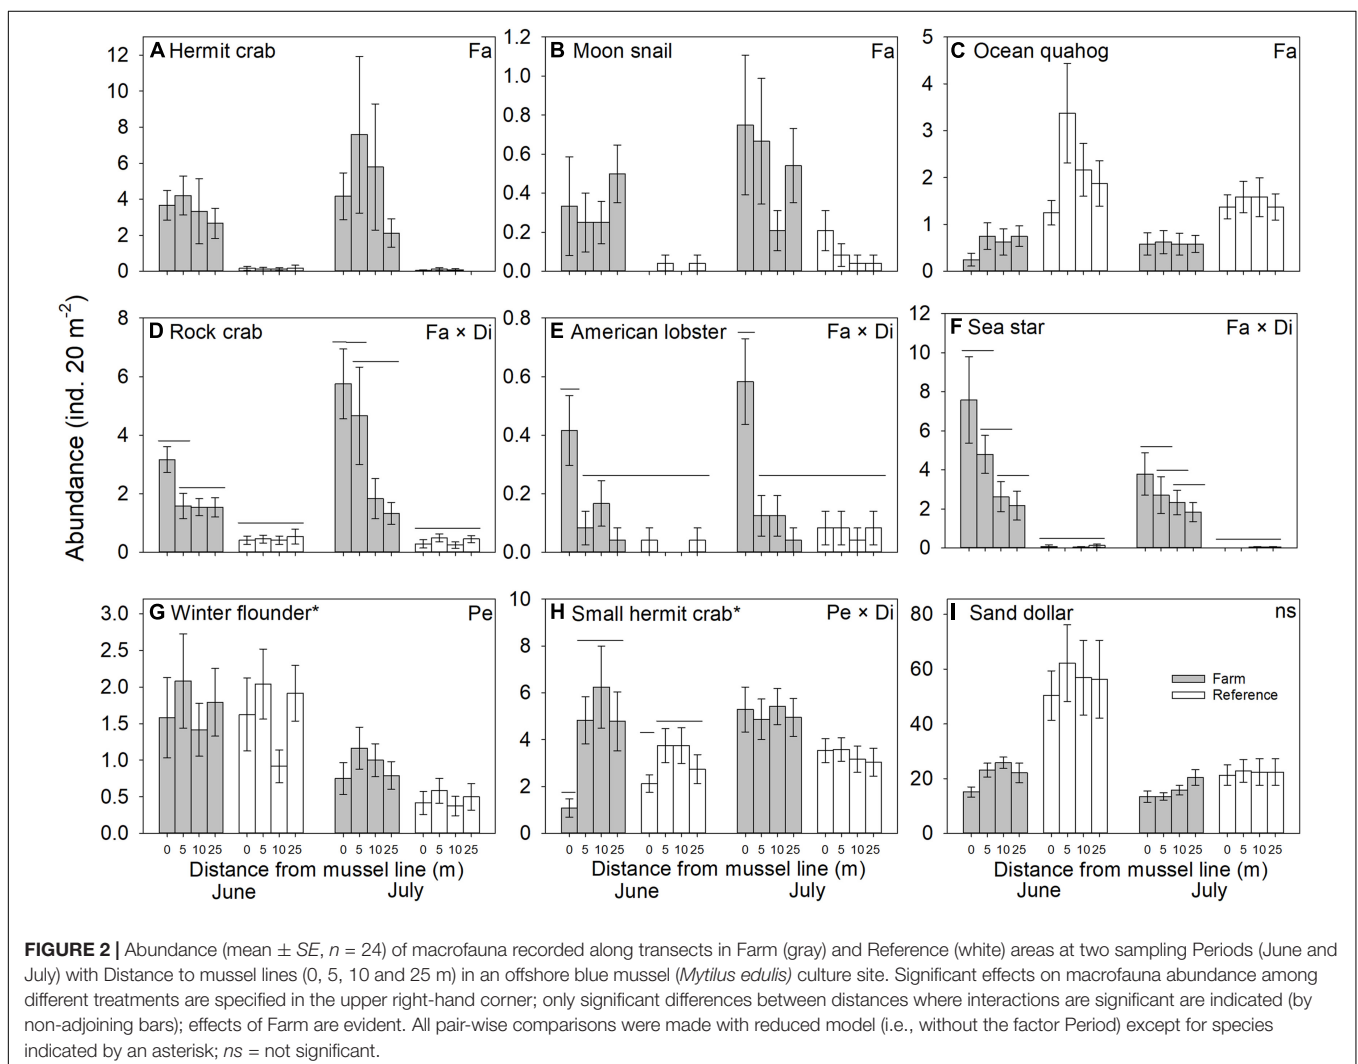 A Hermit crab Fa
12
10
8
6
4
2
0
B Moon snail Fa
1.2
1.0
0.8
0.6
0.4
0.2
0.0
C Ocean quahog Fa
5
4
3
2
1
0
Abundance (ind. 20 m-2)
D Rock crab Fa × Di
8
6
4
2
0
E American lobster Fa × Di
0.8
0.6
0.4
0.2
0.0
F Sea star Fa × Di
12
10
8
6
4
2
0
G Winter flounder* Pe
3.0
2.5
2.0
1.5
1.0
0.5
0.0
H Small hermit crab* Pe × Di
10
8
6
4
2
0
I Sand dollar ns
80
60
40
20
0
Farm
Reference
0 5 10 25 0 5 10 25 0 5 10 25 0 5 10 25
0 5 10 25 0 5 10 25 0 5 10 25 0 5 10 25
0 5 10 25 0 5 10 25 0 5 10 25 0 5 10 25
Distance from mussel line (m)
June July
Distance from mussel line (m)
June July
Distance from mussel line (m)
June July
FIGURE 2 | Abundance (mean ± SE, n = 24) of macrofauna recorded along transects in Farm (gray) and Reference (white) areas at two sampling Periods (June and
July) with Distance to mussel lines (0, 5, 10 and 25 m) in an offshore blue mussel (Mytilus edulis) culture site. Significant effects on macrofauna abundance among
different treatments are specified in the upper right-hand corner; only significant differences between distances where interactions are significant are indicated (by
non-adjoining bars); effects of Farm are evident. All pair-wise comparisons were made with reduced model (i.e., without the factor Period) except for species
indicated by an asterisk; ns = not significant.